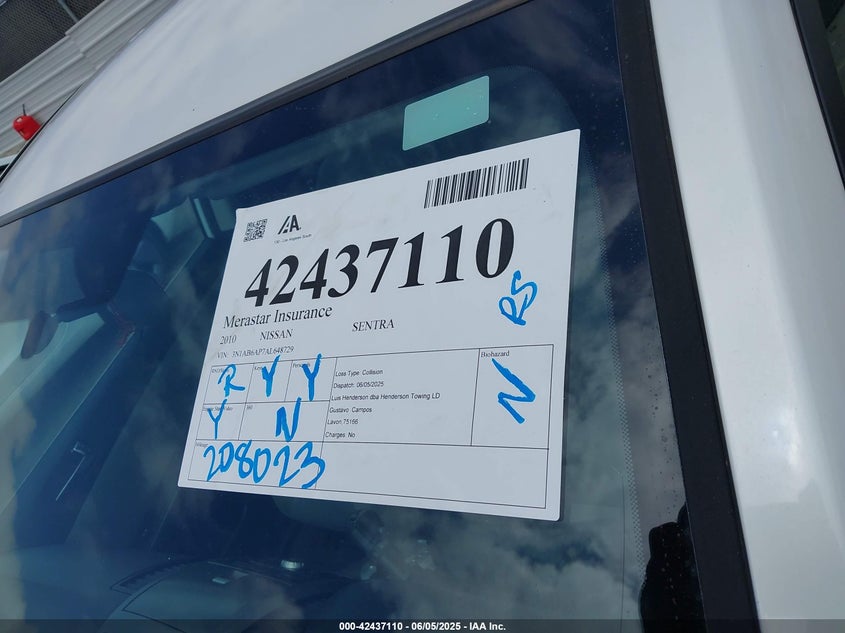 IAA
42437110
RS
Merastar Insurance
2010 NISSAN SENTRA
VIN: 3N1AB6AP7AL648729
R
Y
Y
Loss Type: Collision
Dispatch: 06/05/2025
Luis Henderson dba Henderson Towing LD
Gustavo Campos
Lavon 75166
Charges: No
Biohazard
N
Y
N
208023
000-42437110 - 06/05/2025 - IAA Inc.